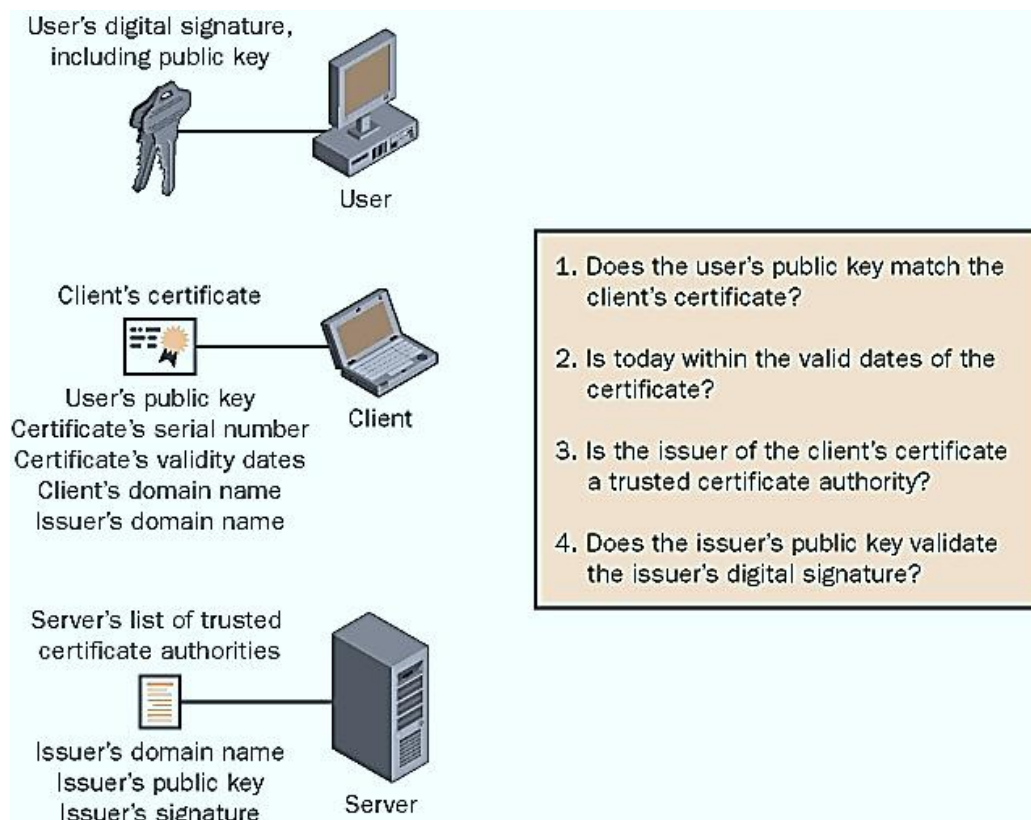 User's digital signature,
including public key
User
Client's certificate
User's public key
Certificate's serial number
Certificate's validity dates
Client's domain name
Issuer's domain name
Client
Server's list of trusted
certificate authorities
Issuer's domain name
Issuer's public key
Issuer's signature
Server
1. Does the user's public key match the
client's certificate?
2. Is today within the valid dates of the
certificate?
3. Is the issuer of the client's certificate
a trusted certificate authority?
4. Does the issuer's public key validate
the issuer's digital signature?